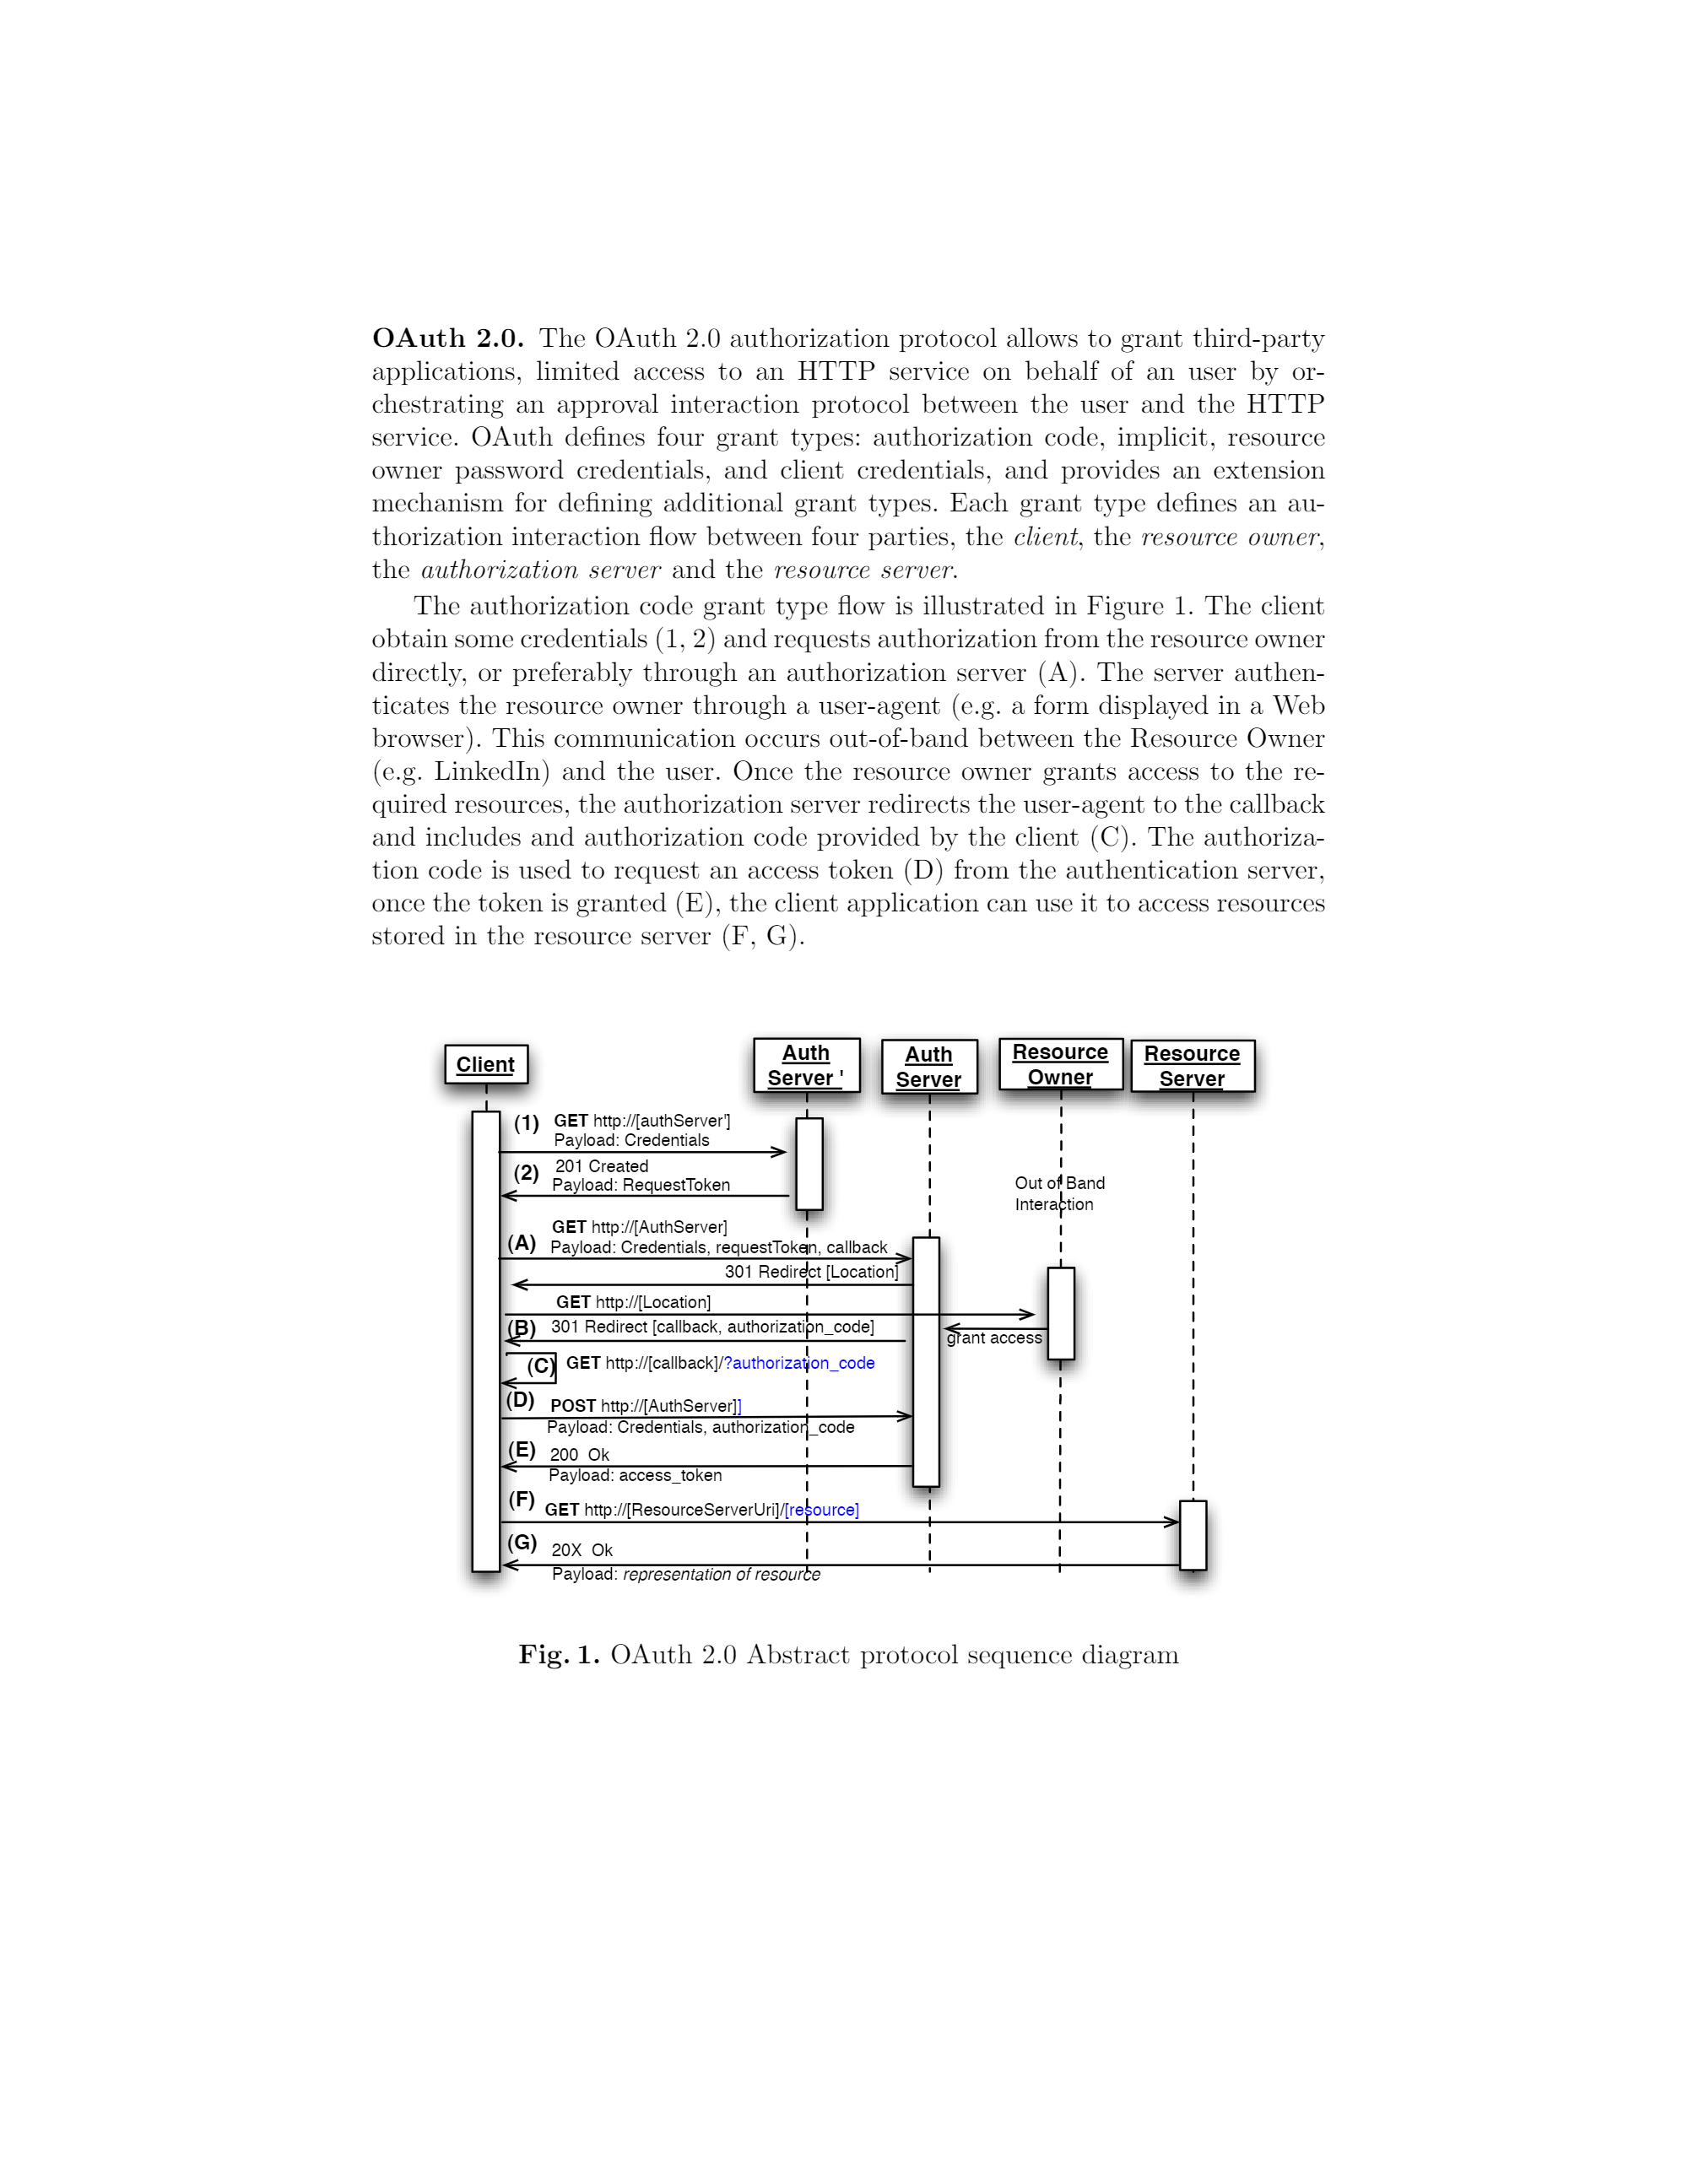 OAuth 2.0. The OAuth 2.0 authorization protocol allows to grant third-party
applications, limited access to an HTTP service on behalf of an user by or-
chestrating an approval interaction protocol between the user and the HTTP
service. OAuth defines four grant types: authorization code, implicit, resource
owner password credentials, and client credentials, and provides an extension
mechanism for defining additional grant types. Each grant type defines an au-
thorization interaction flow between four parties, the client, the resource owner,
the authorization server and the resource server.
The authorization code grant type flow is illustrated in Figure 1. The client
obtain some credentials (1, 2) and requests authorization from the resource owner
directly, or preferably through an authorization server (A). The server authen-
ticates the resource owner through a user-agent (e.g. a form displayed in a Web
browser). This communication occurs out-of-band between the Resource Owner
(e.g. LinkedIn) and the user. Once the resource owner grants access to the re-
quired resources, the authorization server redirects the user-agent to the callback
and includes and authorization code provided by the client (C). The authoriza-
tion code is used to request an access token (D) from the authentication server,
once the token is granted (E), the client application can use it to access resources
stored in the resource server (F, G).
Client
Auth
Server '
Auth
Server
Resource
Owner
Resource
Server
(1) GET http://[authServer']
Payload: Credentials
(2) 201 Created
Payload: RequestToken
Out of Band
Interaction
GET http://[AuthServer]
(A) Payload: Credentials, requestToken, callback
301 Redirect [Location]
GET http://[Location]
(B) 301 Redirect [callback, authorization_code]
grant access
(C) GET http://[callback]/?authorization_code
(D) POST http://[AuthServer]]
Payload: Credentials, authorization_code
(E) 200 Ok
Payload: access_token
(F) GET http://[ResourceServerUri]/[resource]
(G) 20X Ok
Payload: representation of resource
Fig. 1. OAuth 2.0 Abstract protocol sequence diagram